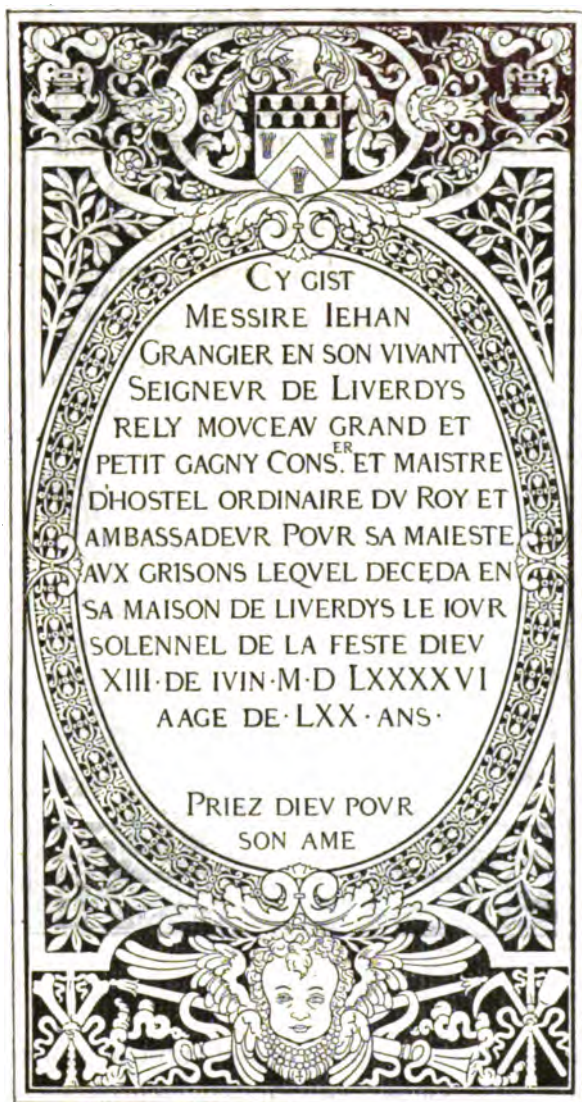 CY GIST
MESSIRE IEHAN
GRANGIER EN SON VIVANT
SEIGNEVR DE LIVERDYS
RELY MOVCEAV GRAND ET
PETIT GAGNY CONS.ER ET MAISTRE
D'HOSTEL ORDINAIRE DV ROY ET
AMBASSADEVR POVR SA MAIESTE
AVX GRISONS LEQVEL DECEDA EN
SA MAISON DE LIVERDYS LE IOVR
SOLENNEL DE LA FESTE DIEV
XIII·DE IVIN·M·D LXXXXVI
AAGE DE·LXX·ANS·
PRIEZ DIEV POVR
SON AME